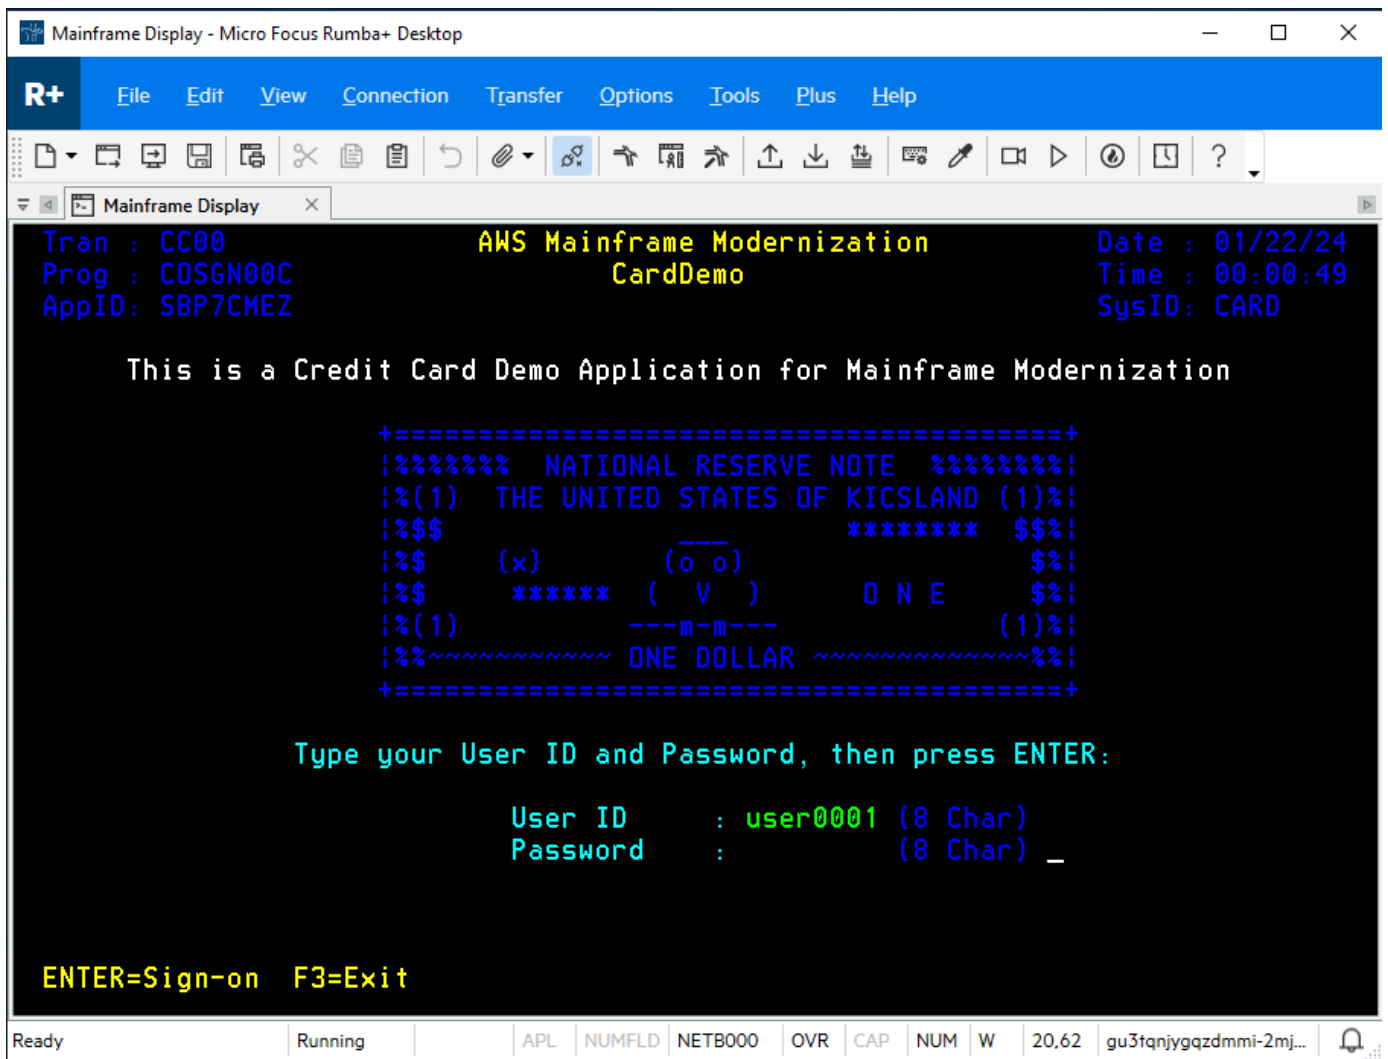 Mainframe Display - Micro Focus Rumba+ Desktop
R+ File Edit View Connection Transfer Options Tools Plus Help
Mainframe Display
Tran : CC00 AWS Mainframe Modernization Date : 01/22/24
Prog : COSGN00C CardDemo Time : 00:00:49
AppID: SBP7CMEZ SysID: CARD
This is a Credit Card Demo Application for Mainframe Modernization
+========================================+
|%%%%%%% NATIONAL RESERVE NOTE %%%%%%%%|
|%(1) THE UNITED STATES OF KICSLAND (1)%|
|%$$ ___ ******** $$%|
|%$ {x} (o o) $%|
|%$ ****** ( V ) O N E $%|
|%(1) ---m-m--- (1)%|
|%%~~~~~~~~~~~ ONE DOLLAR ~~~~~~~~~~~~~%%|
+========================================+
Type your User ID and Password, then press ENTER:
User ID : user0001 (8 Char)
Password : (8 Char) _
ENTER=Sign-on F3=Exit
Ready Running APL NUMFLD NETB000 OVR CAP NUM W 20,62 gu3tqnjygqzdmmi-2mj...